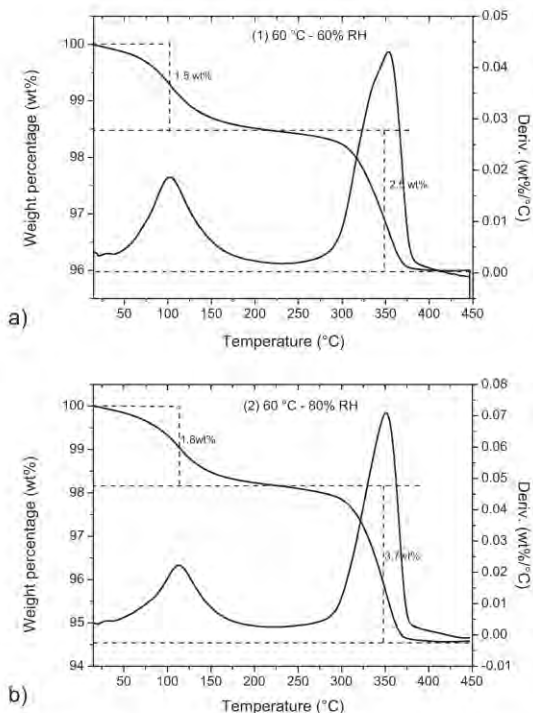 (1) 60 °C - 60% RH
100
99
98
97
96
Weight percentage (wt%)
1.5 wt%
2.5 wt%
0.05
0.04
0.03
0.02
0.01
0.00
Deriv. (wt%/°C)
50 100 150 200 250 300 350 400 450
Temperature (°C)
a)
(2) 60 °C - 80% RH
100
99
98
97
96
95
94
Weight percentage (wt%)
1.8wt%
3.7wt%
0.08
0.07
0.06
0.05
0.04
0.03
0.02
0.01
0.00
-0.01
Deriv. (wt%/°C)
50 100 150 200 250 300 350 400 450
Temperature (°C)
b)